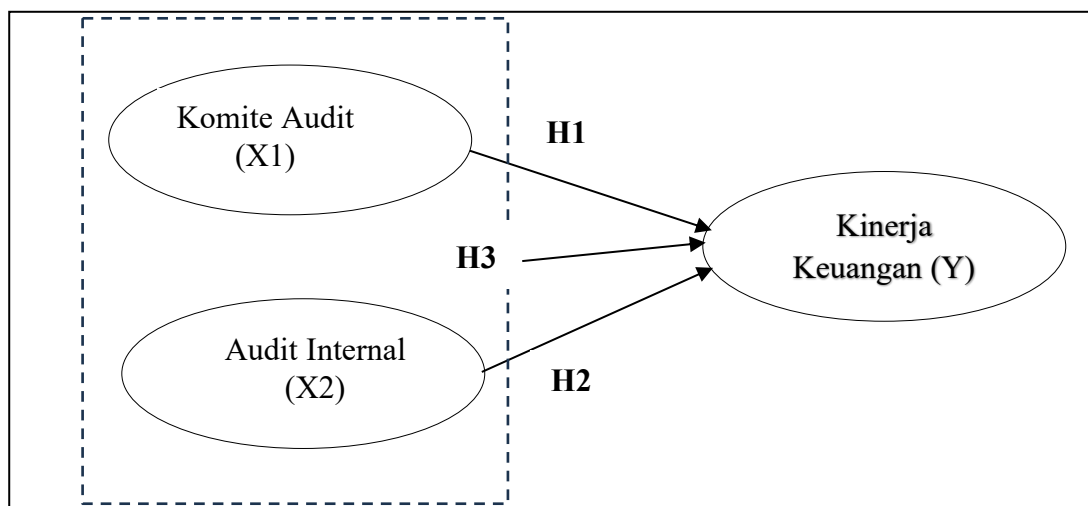 Komite Audit
(X1)
H1
Kinerja
Keuangan (Y)
H3
Audit Internal
(X2)
H2